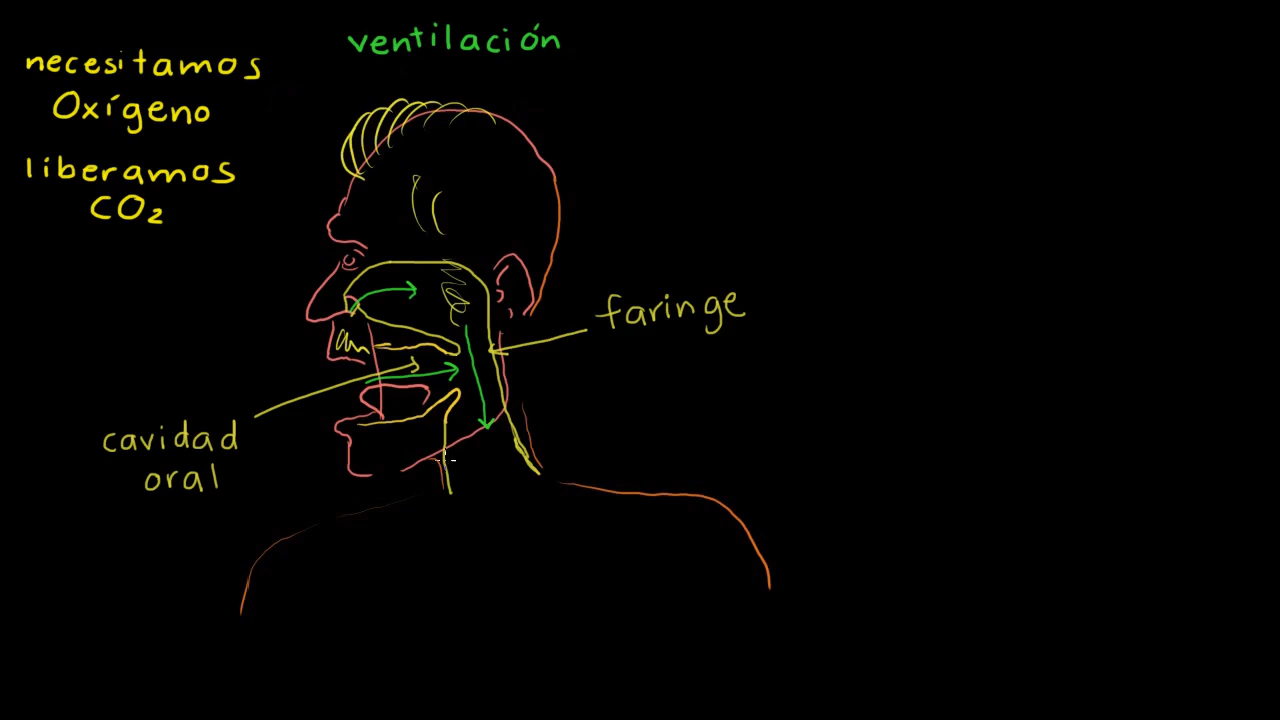 ventilación
necesitamos
Oxígeno
liberamos
CO₂
faringe
cavidad
oral